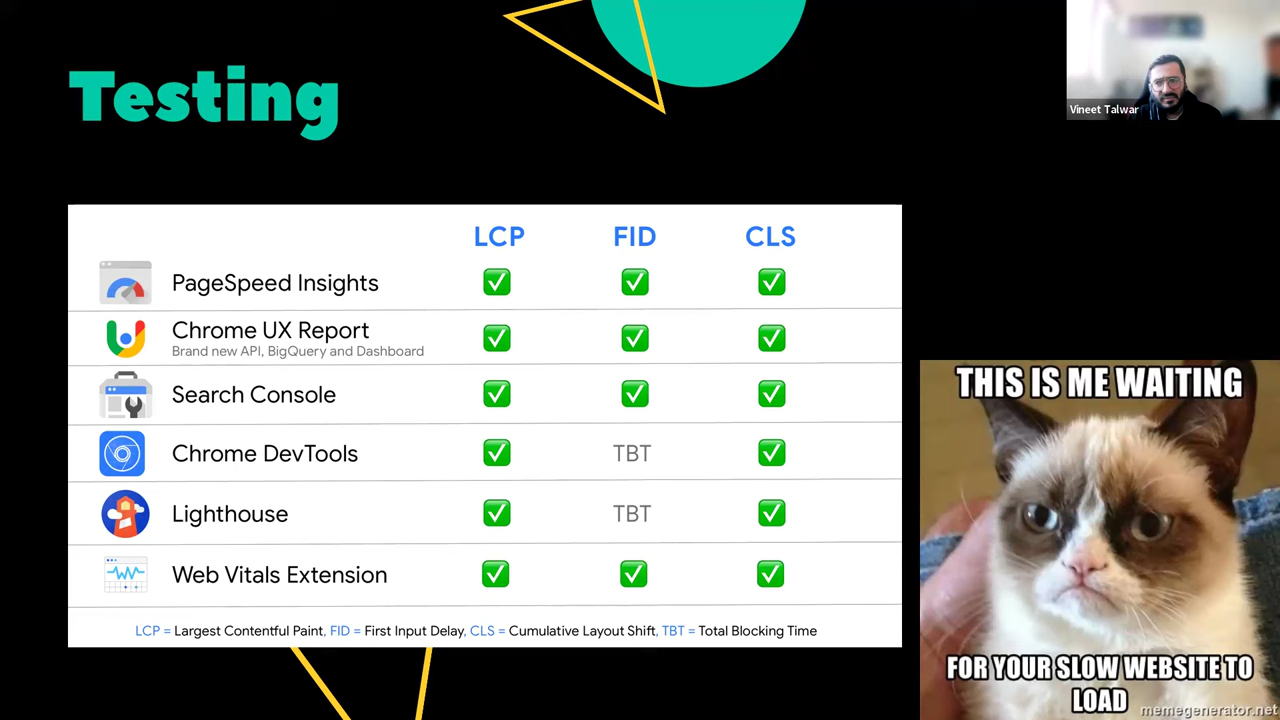 Testing
Vineet Talwar
LCP FID CLS
PageSpeed Insights ✅ ✅ ✅
Chrome UX Report ✅ ✅ ✅
Brand new API, BigQuery and Dashboard
Search Console ✅ ✅ ✅
Chrome DevTools ✅ TBT ✅
Lighthouse ✅ TBT ✅
Web Vitals Extension ✅ ✅ ✅
LCP = Largest Contentful Paint, FID = First Input Delay, CLS = Cumulative Layout Shift, TBT = Total Blocking Time
THIS IS ME WAITING
FOR YOUR SLOW WEBSITE TO
LOAD
memegenerator.net